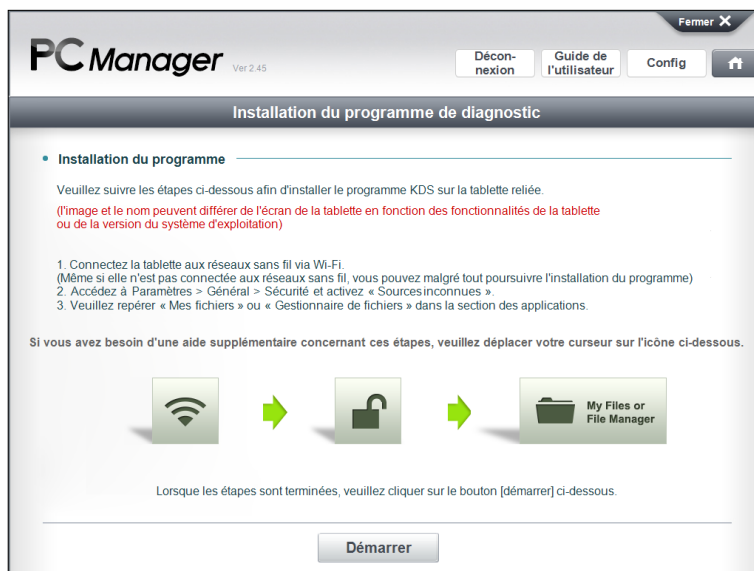 Fermer X
PC Manager Ver 2.45
Décon-
nexion
Guide de
l'utilisateur
Config
Installation du programme de diagnostic
• Installation du programme
Veuillez suivre les étapes ci-dessous afin d'installer le programme KDS sur la tablette reliée.
(l'image et le nom peuvent différer de l'écran de la tablette en fonction des fonctionnalités de la tablette
ou de la version du système d'exploitation)
1. Connectez la tablette aux réseaux sans fil via Wi-Fi.
(Même si elle n'est pas connectée aux réseaux sans fil, vous pouvez malgré tout poursuivre l'installation du programme)
2. Accédez á Paramètres > Général > Sécurité et activez « Sources inconnues ».
3. Veuillez repérer « Mes fichiers » ou « Gestionnaire de fichiers » dans la section des applications.
Si vous avez besoin d'une aide supplémentaire concernant ces étapes, veuillez déplacer votre curseur sur l'icône ci-dessous.
My Files or
File Manager
Lorsque les étapes sont terminées, veuillez cliquer sur le bouton [démarrer] ci-dessous.
Démarrer